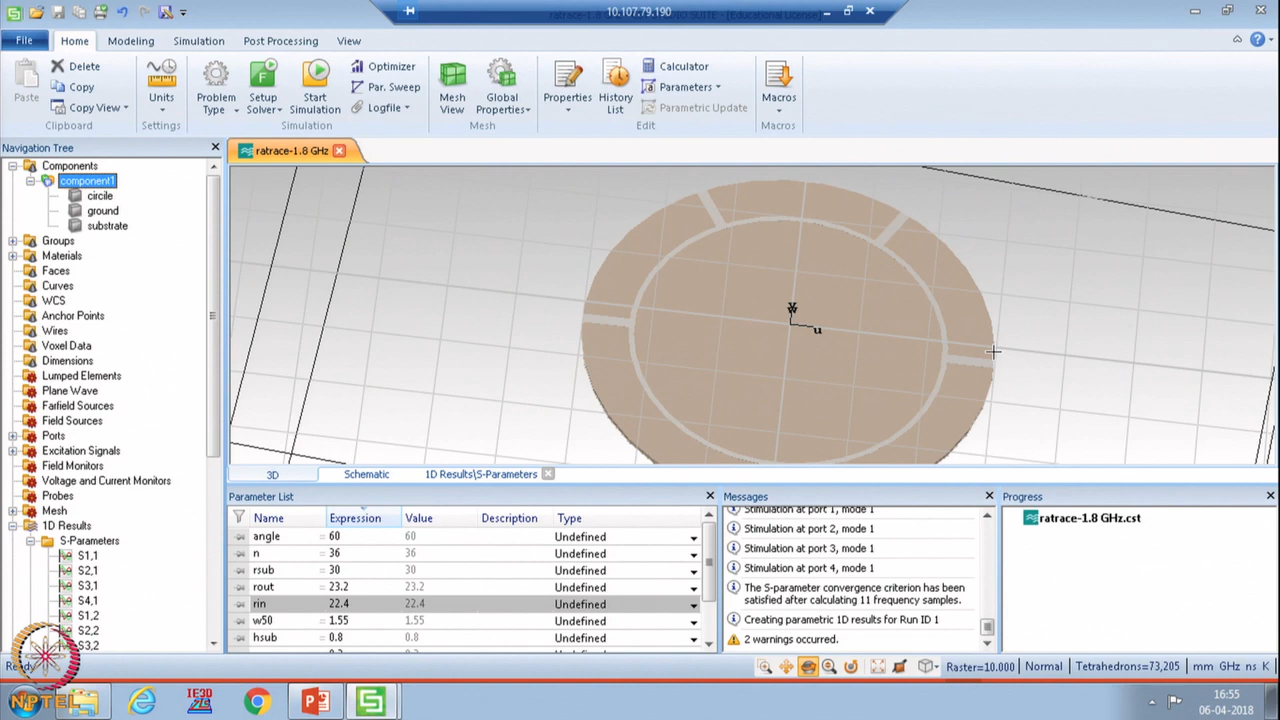 10.107.79.190
File Home Modeling Simulation Post Processing View
Paste Delete Copy Copy View Clipboard
Units Settings
Problem Type Setup Solver Start Simulation Optimizer Par. Sweep Logfile Simulation
Mesh View Global Properties Mesh
Properties History List Calculator Parameters Parametric Update Edit
Macros Macros
Navigation Tree
ratrace-1.8 GHz
Components
component1
circile
ground
substrate
Groups
Materials
Faces
Curves
WCS
Anchor Points
Wires
Voxel Data
Dimensions
Lumped Elements
Plane Wave
Farfield Sources
Field Sources
Ports
Excitation Signals
Field Monitors
Voltage and Current Monitors
Probes
Mesh
1D Results
S-Parameters
S1,1
S2,1
S3,1
S4,1
S1,2
S2,2
S3,2
u
3D Schematic 1D Results\S-Parameters
Parameter List
Name Expression Value Description Type
angle = 60 60 Undefined
n = 36 36 Undefined
rsub = 30 30 Undefined
rout = 23.2 23.2 Undefined
rin = 22.4 22.4 Undefined
w50 = 1.55 1.55 Undefined
hsub = 0.8 0.8 Undefined
Messages
Stimulation at port 1, mode 1
Stimulation at port 2, mode 1
Stimulation at port 3, mode 1
Stimulation at port 4, mode 1
The S-parameter convergence criterion has
satisfied after calculating 11 frequency samples.
Creating parametric 1D results for Run ID 1
2 warnings occurred.
Progress
ratrace-1.8 GHz.cst
Raster=10.000 Normal Tetrahedrons=73,205 mm GHz ns K
NPTEL
IE3D
16:55
06-04-2018